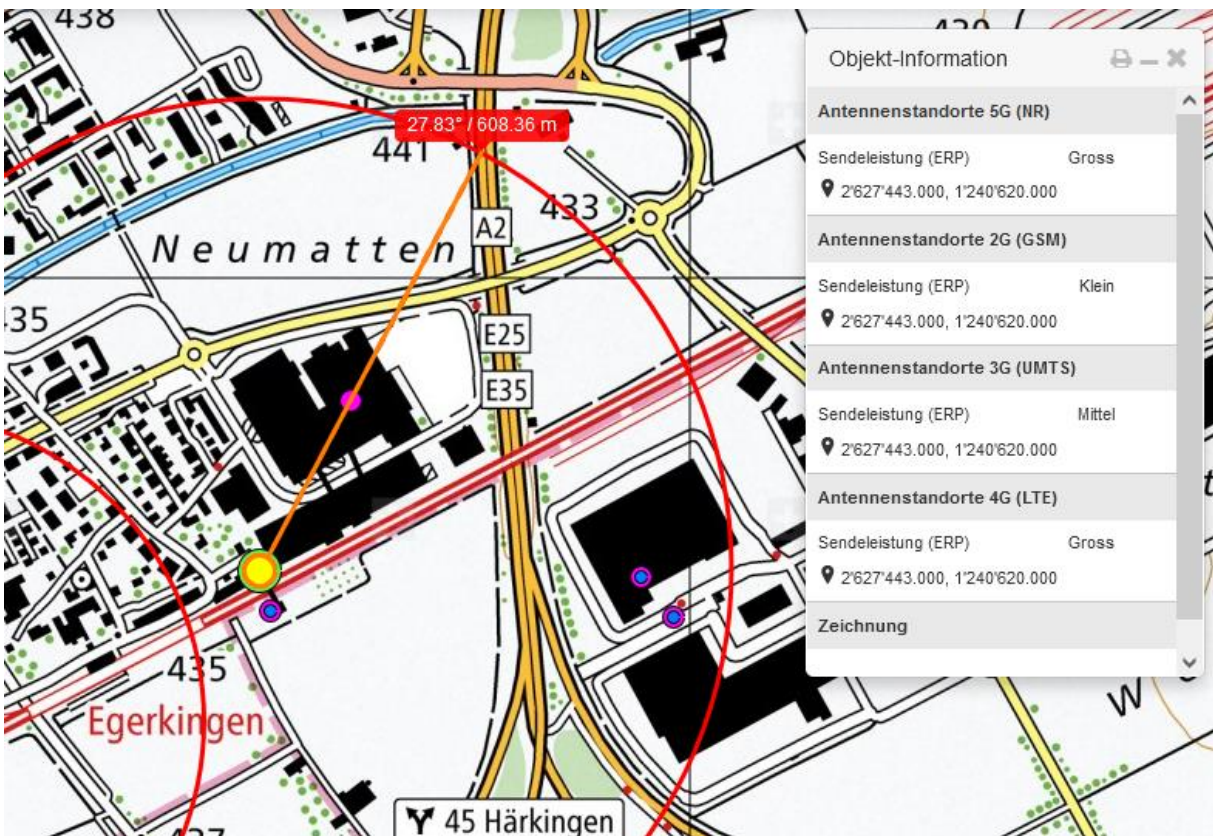 438
27.83° / 608.36 m
441
433
A2
Neumatten
E25
E35
435
Egerkingen
45 Härkingen
Objekt-Information
Antennenstandorte 5G (NR)
Sendeleistung (ERP) Gross
2'627'443.000, 1'240'620.000
Antennenstandorte 2G (GSM)
Sendeleistung (ERP) Klein
2'627'443.000, 1'240'620.000
Antennenstandorte 3G (UMTS)
Sendeleistung (ERP) Mittel
2'627'443.000, 1'240'620.000
Antennenstandorte 4G (LTE)
Sendeleistung (ERP) Gross
2'627'443.000, 1'240'620.000
Zeichnung
W